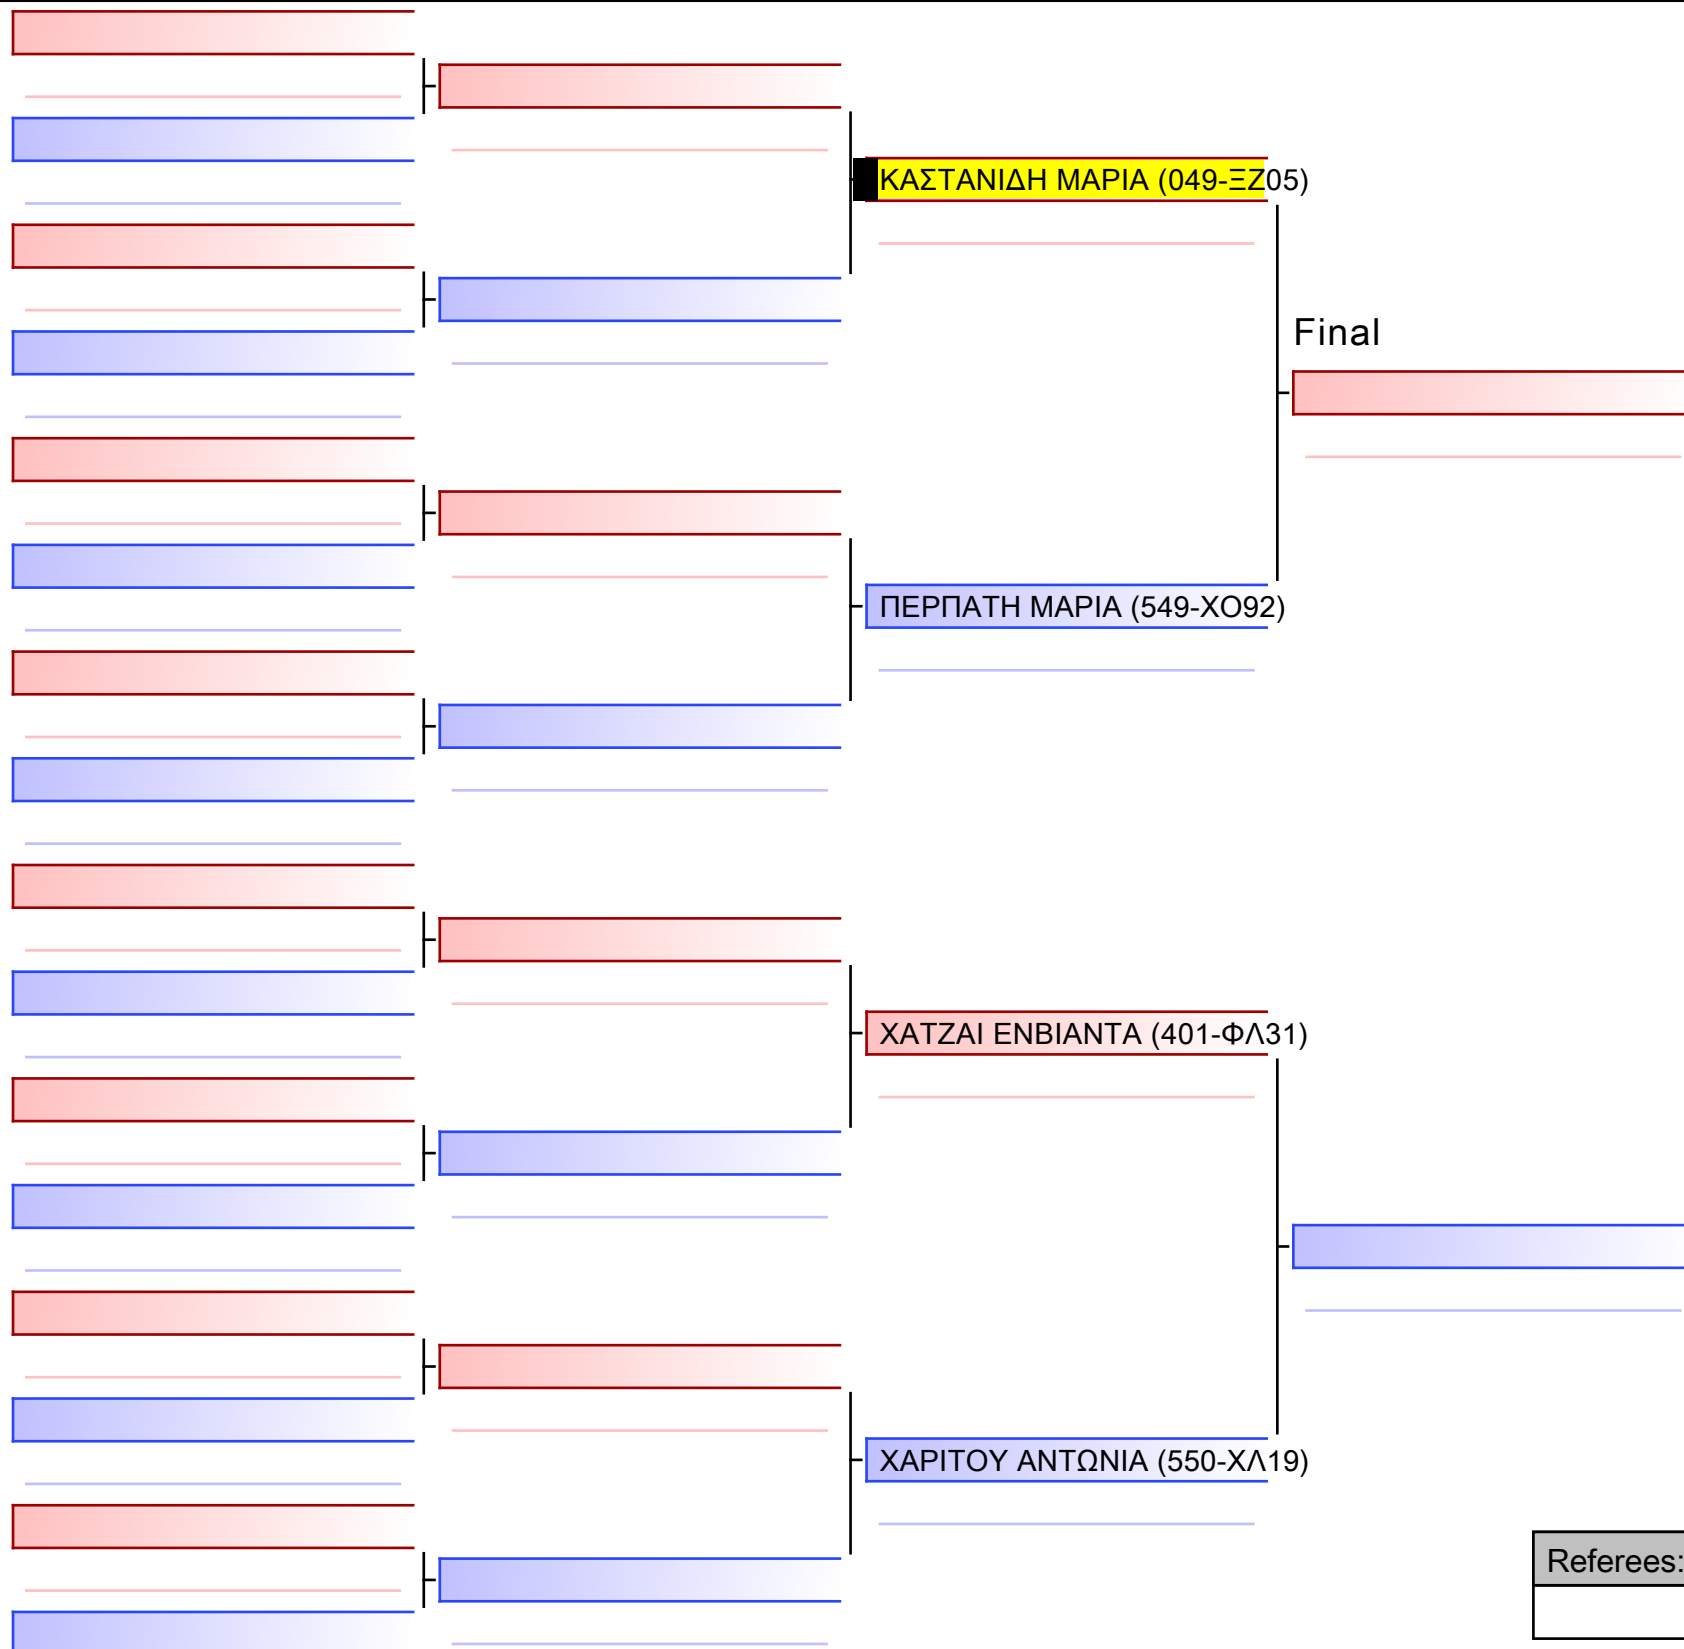 ΚΑΣΤΑΝΙΔΗ ΜΑΡΙΑ (049-ΞΖ05)
Final
ΠΕΡΠΑΤΗ ΜΑΡΙΑ (549-ΧΟ92)
ΧΑΤΖΑΙ ΕΝΒΙΑΝΤΑ (401-ΦΛ31)
ΧΑΡΙΤΟΥ ΑΝΤΩΝΙΑ (550-ΧΛ19)
Referees: